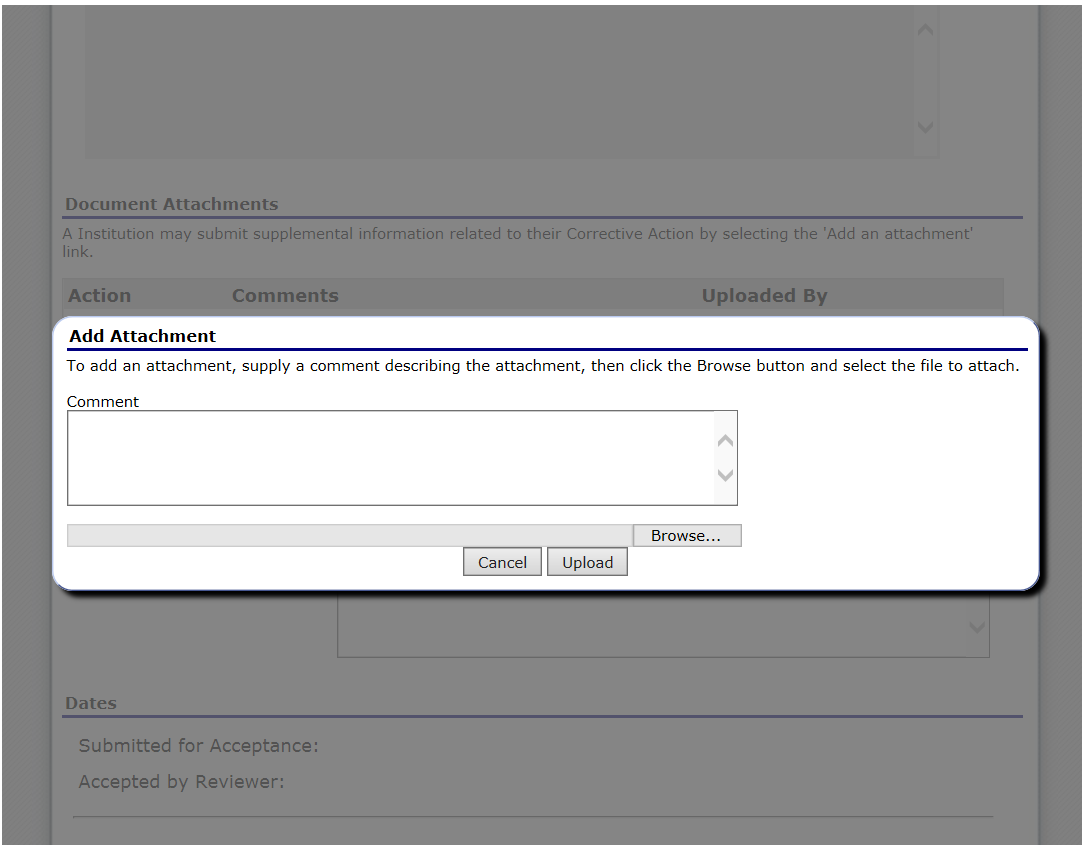 Document Attachments
A Institution may submit supplemental information related to their Corrective Action by selecting the 'Add an attachment'
link.
Action Comments Uploaded By
Add Attachment
To add an attachment, supply a comment describing the attachment, then click the Browse button and select the file to attach.
Comment
Browse...
Cancel Upload
Dates
Submitted for Acceptance:
Accepted by Reviewer: